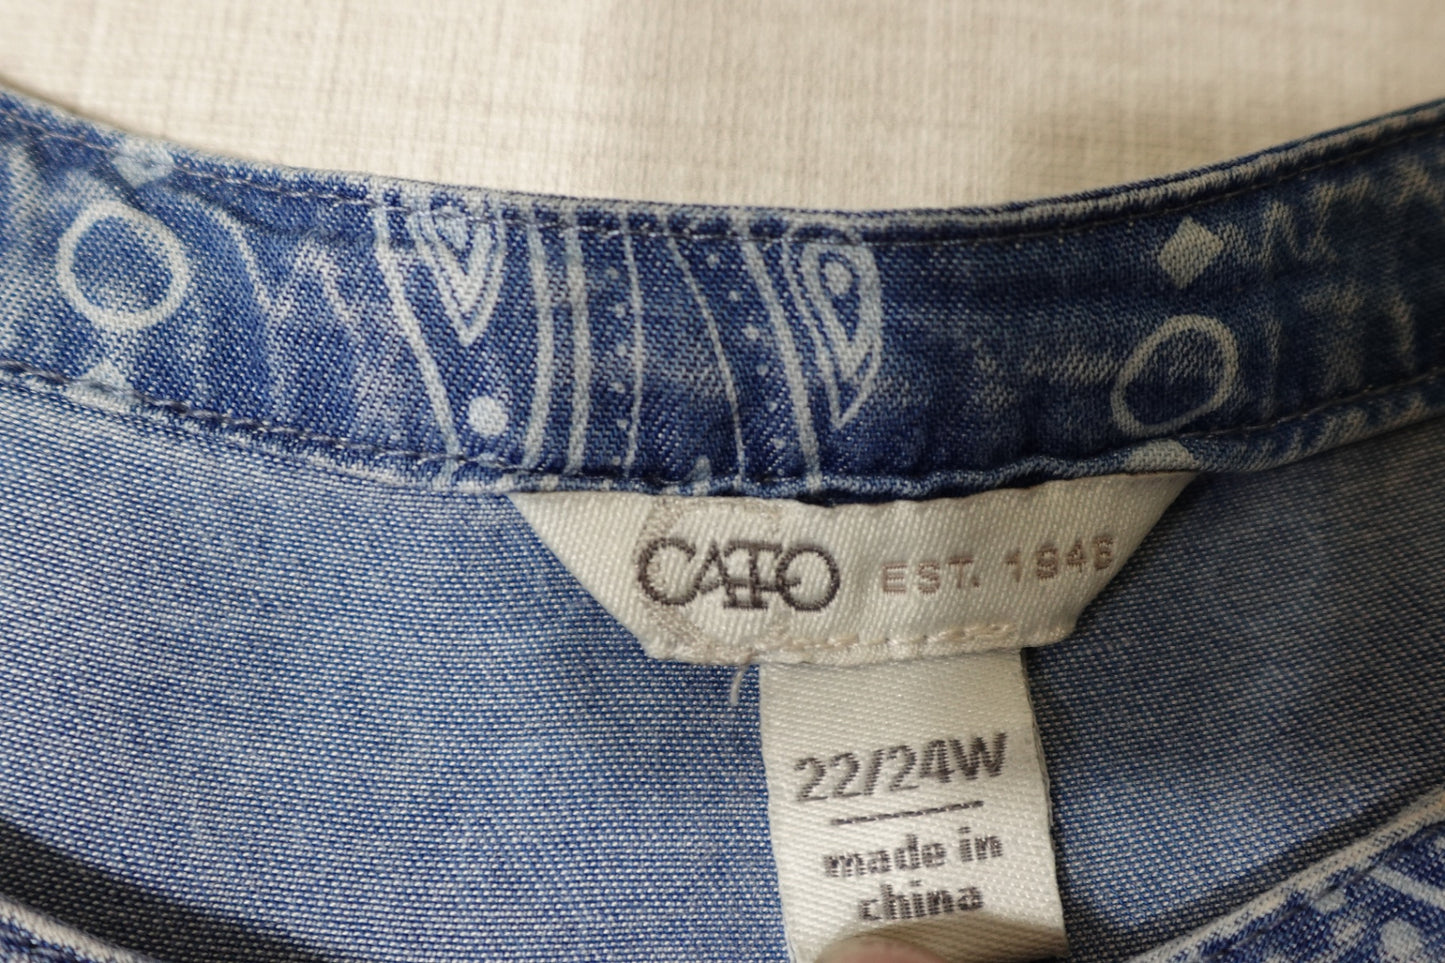 CATO EST. 1946
22/24W
made in
china